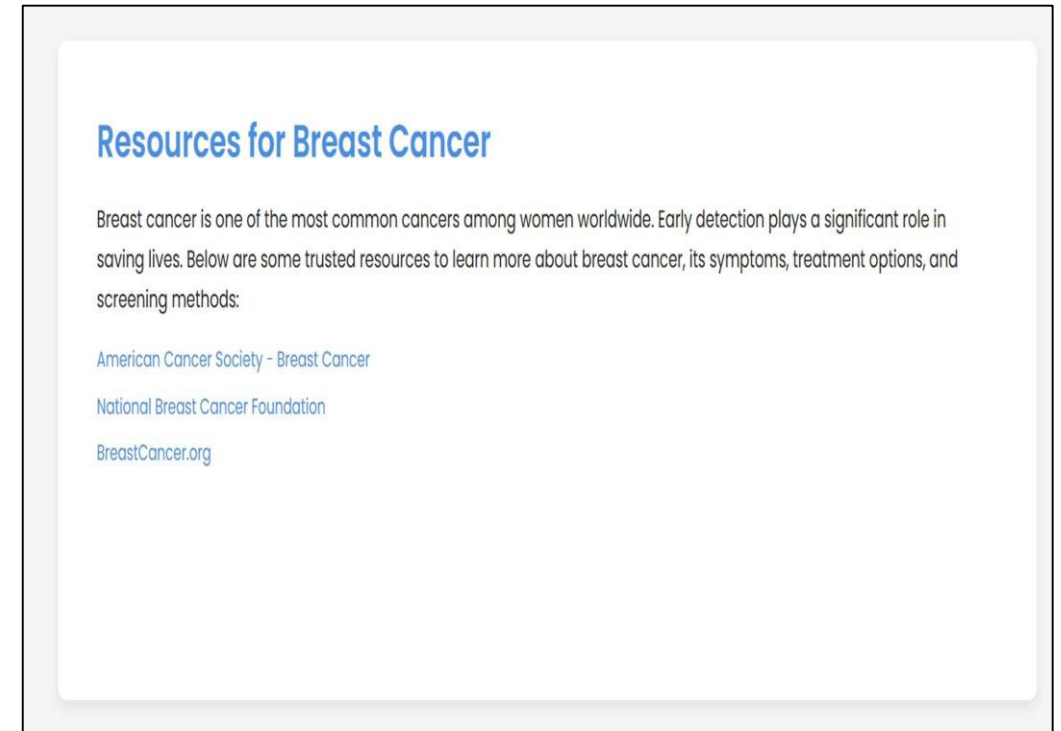 Resources for Breast Cancer
Breast cancer is one of the most common cancers among women worldwide. Early detection plays a significant role in
saving lives. Below are some trusted resources to learn more about breast cancer, its symptoms, treatment options, and
screening methods:
American Cancer Society - Breast Cancer
National Breast Cancer Foundation
BreastCancer.org